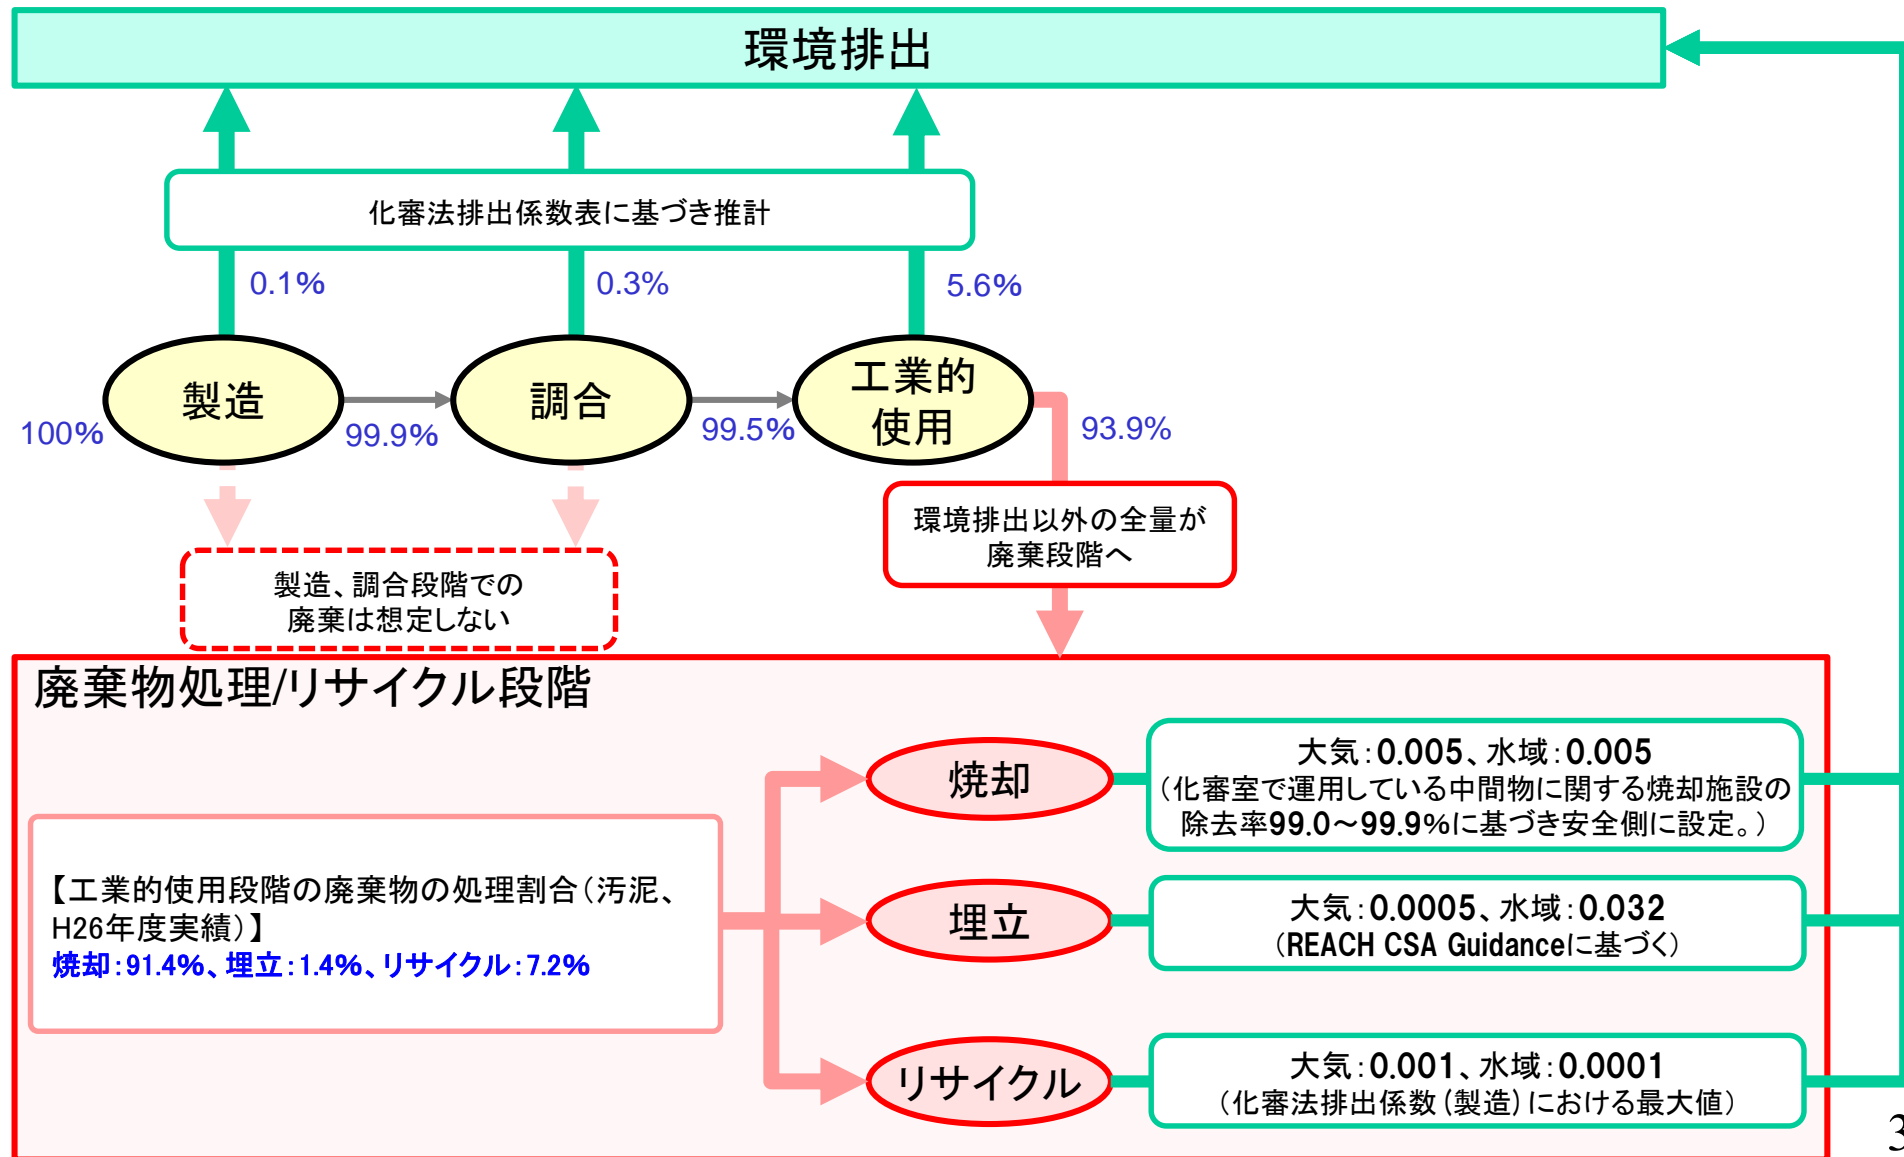 環境排出
化審法排出係数表に基づき推計
0.1%
0.3%
5.6%
製造
調合
工業的
使用
100%
99.9%
99.5%
93.9%
環境排出以外の全量が
廃棄段階へ
製造、調合段階での
廃棄は想定しない
廃棄物処理/リサイクル段階
【工業的使用段階の廃棄物の処理割合(汚泥、
H26年度実績)】
焼却:91.4%、埋立:1.4%、リサイクル:7.2%
焼却
大気:0.005、水域:0.005
(化審室で運用している中間物に関する焼却施設の
除去率99.0~99.9%に基づき安全側に設定。)
埋立
大気:0.0005、水域:0.032
(REACH CSA Guidanceに基づく)
リサイクル
大気:0.001、水域:0.0001
(化審法排出係数(製造)における最大値)
3